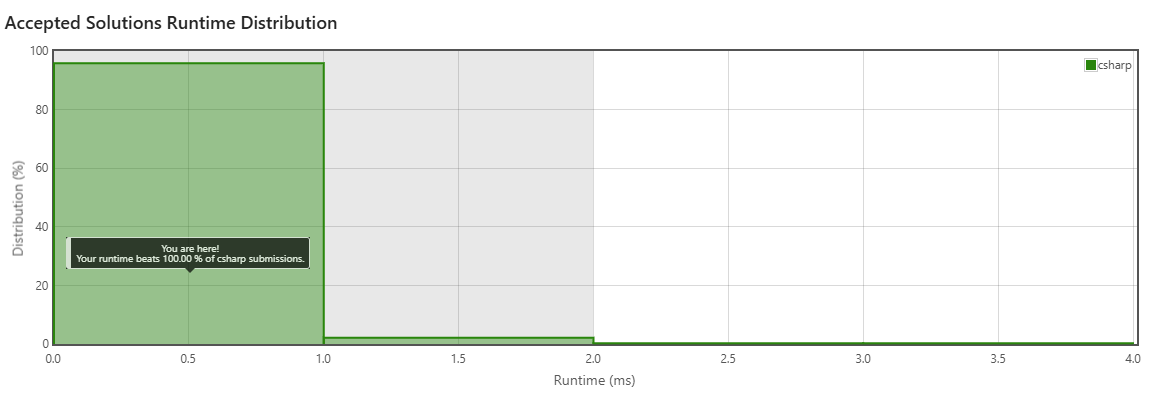 Accepted Solutions Runtime Distribution
100
csharp
80
60
Distribution (%)
40
You are here!
Your runtime beats 100.00 % of csharp submissions.
20
0
0.0 0.5 1.0 1.5 2.0 2.5 3.0 3.5 4.0
Runtime (ms)